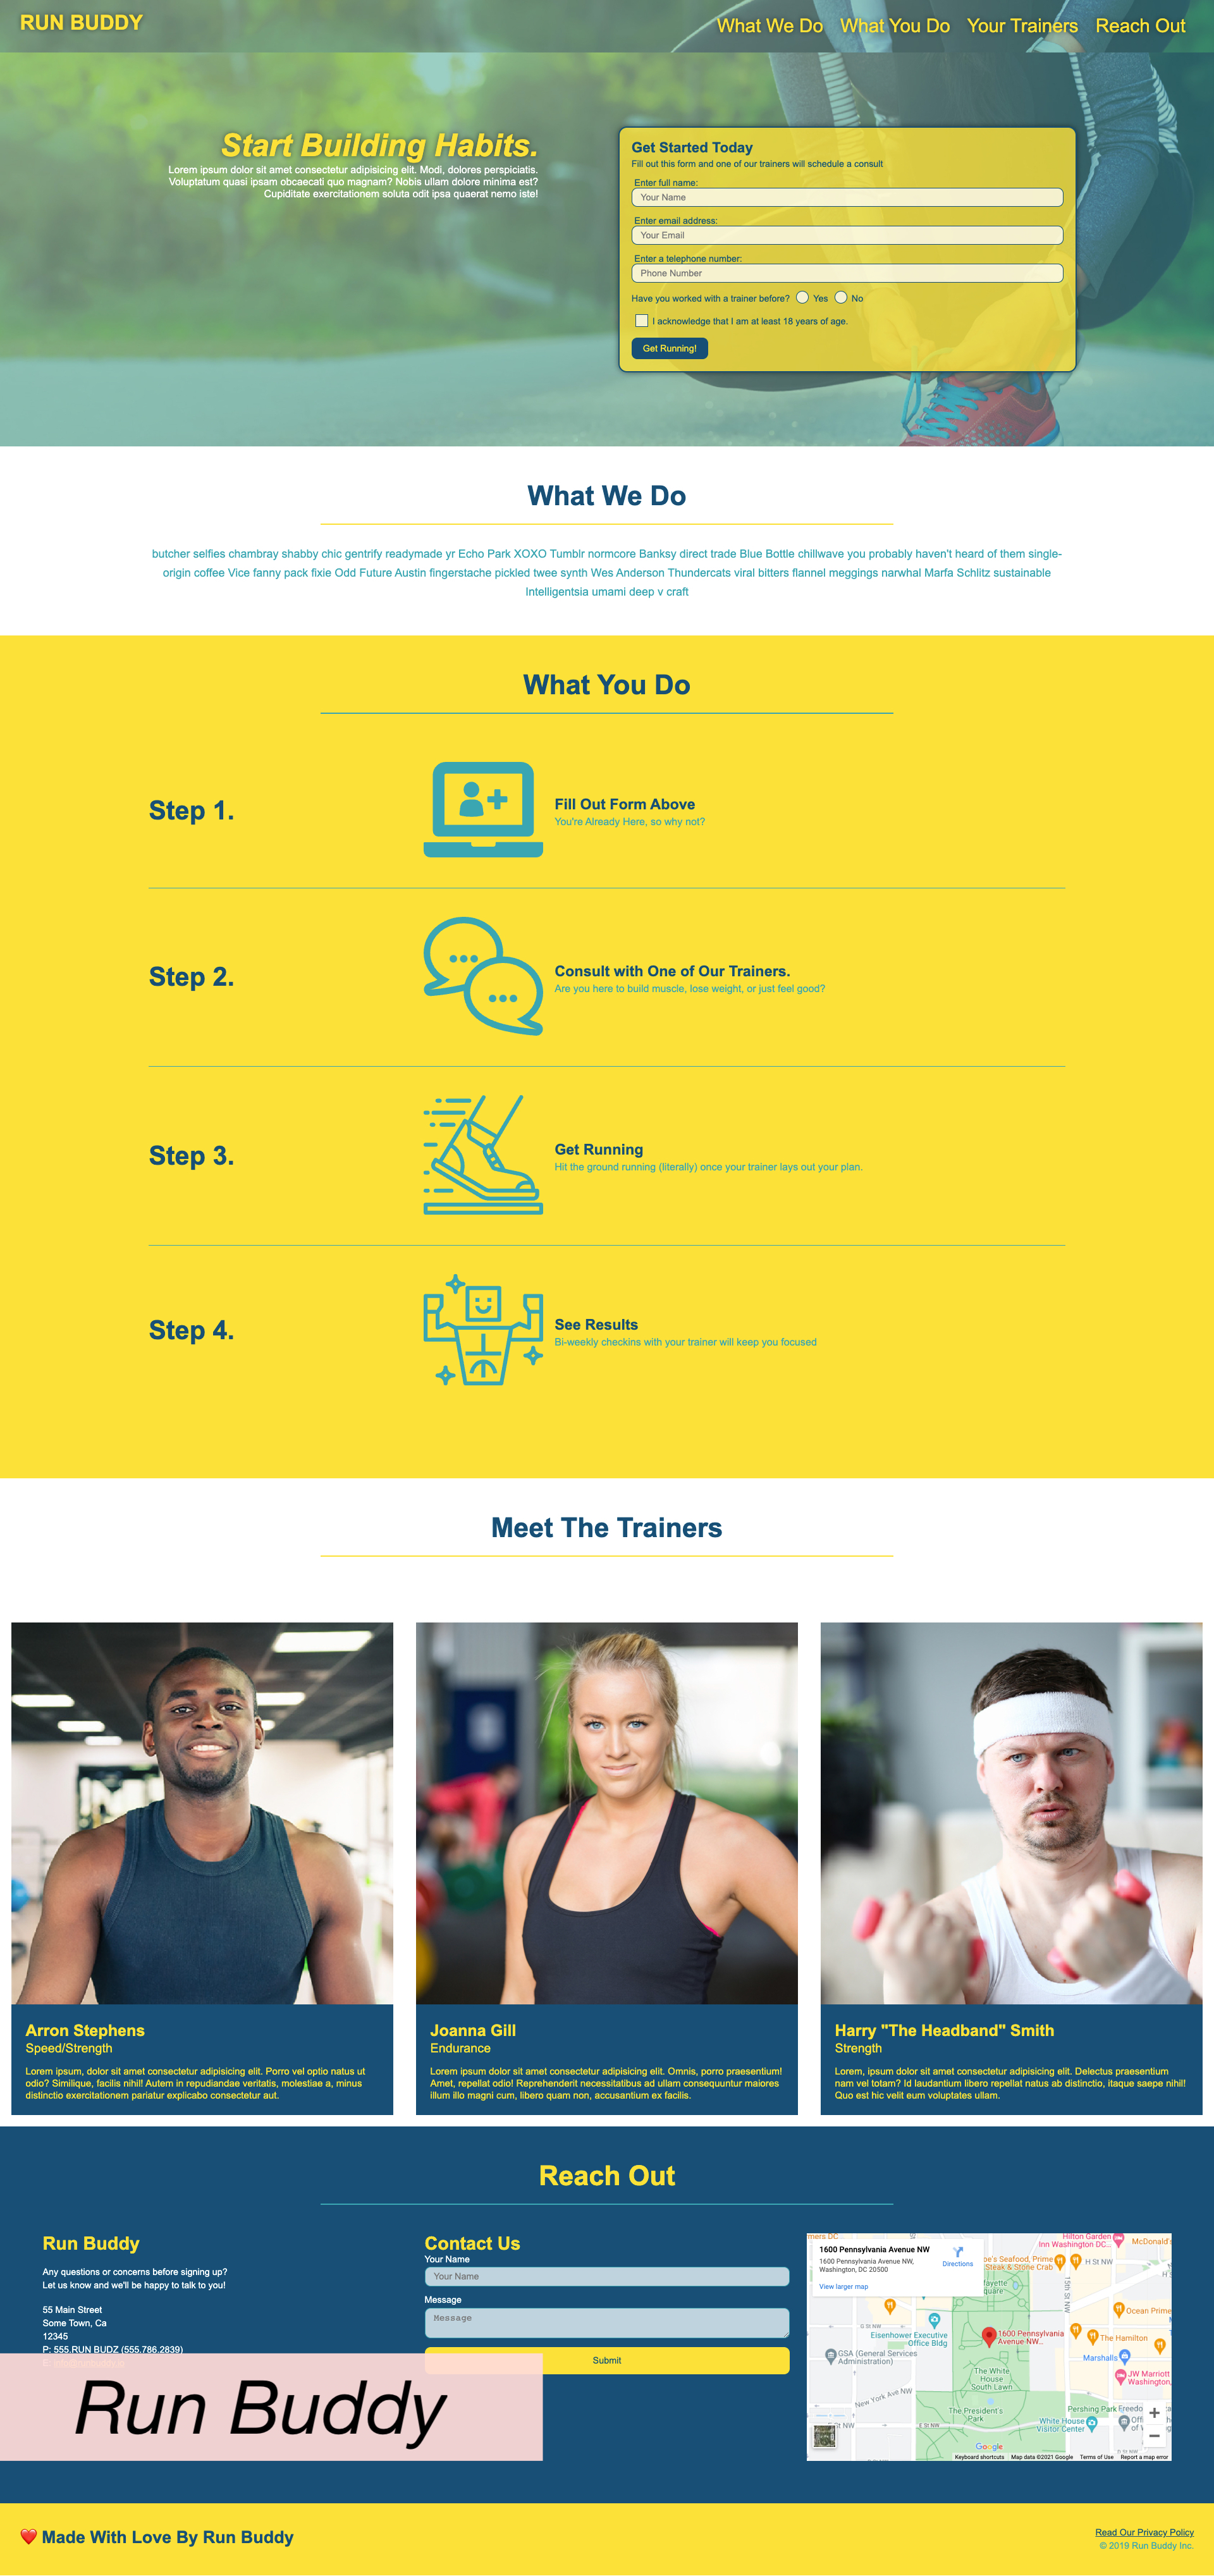 RUN BUDDY
What We Do
What You Do
Your Trainers
Reach Out
Start Building Habits.
Lorem ipsum dolor sit amet consectetur adipisicing elit. Modi, dolores perspiciatis.
Voluptatum quasi ipsam obcaecati quo magnam? Nobis ullam dolore minima est?
Cupiditate exercitationem soluta odit ipsa quaerat nemo iste!
Get Started Today
Fill out this form and one of our trainers will schedule a consult
Enter full name:
Your Name
Enter email address:
Your Email
Enter a telephone number:
Phone Number
Have you worked with a trainer before? Yes No
I acknowledge that I am at least 18 years of age.
Get Running!
What We Do
butcher selfies chambray shabby chic gentrify readymade yr Echo Park XOXO Tumblr normcore Banksy direct trade Blue Bottle chillwave you probably haven't heard of them single-
origin coffee Vice fanny pack fixie Odd Future Austin fingerstache pickled twee synth Wes Anderson Thundercats viral bitters flannel meggings narwhal Marfa Schlitz sustainable
Intelligentsia umami deep v craft
What You Do
Step 1.
Fill Out Form Above
You're Already Here, so why not?
Step 2.
Consult with One of Our Trainers.
Are you here to build muscle, lose weight, or just feel good?
Step 3.
Get Running
Hit the ground running (literally) once your trainer lays out your plan.
Step 4.
See Results
Bi-weekly checkins with your trainer will keep you focused
Meet The Trainers
Arron Stephens
Speed/Strength
Lorem ipsum, dolor sit amet consectetur adipisicing elit. Porro vel optio natus ut
odio? Similique, facilis nihil! Autem in repudiandae veritatis, molestiae a, minus
distinctio exercitationem pariatur explicabo consectetur aut.
Joanna Gill
Endurance
Lorem ipsum dolor sit amet consectetur adipisicing elit. Omnis, porro praesentium!
Amet, repellat odio! Reprehenderit necessitatibus ad ullam consequuntur maiores
illum illo magni cum, libero quam non, accusantium ex facilis.
Harry "The Headband" Smith
Strength
Lorem, ipsum dolor sit amet consectetur adipisicing elit. Delectus praesentium
nam vel totam? Id laudantium libero repellat natus ab distinctio, itaque saepe nihil!
Quo est hic velit eum voluptates ullam.
Reach Out
Run Buddy
Any questions or concerns before signing up?
Let us know and we'll be happy to talk to you!
55 Main Street
Some Town, Ca
12345
P: 555.RUN BUDZ (555.786.2839)
Run Buddy
Contact Us
Your Name
Your Name
Message
Message
Submit
1600 Pennsylvania Avenue NW
1600 Pennsylvania Avenue NW,
Washington, DC 20500
Directions
View larger map
Hilton Garden
Inn Washington DC...
McDonald's
Seafood, Prime
Steak & Stone Crab
H St NW
15th St NW
Ocean Prime
G St NW
Eisenhower Executive
Office Bldg
1600 Pennsylvania
Avenue NW...
The Hamilton
GSA (General Services
Administration)
Marshalls
The White
House
South Lawn
JW Marriott
Washington,
New York Ave NW
The President's
Park
Pershing Park
E St NW
White House
Visitor Center
Google
Keyboard shortcuts
Map data ©2021 Google
Terms of Use
Report a map error
❤️ Made With Love By Run Buddy
Read Our Privacy Policy
© 2019 Run Buddy Inc.